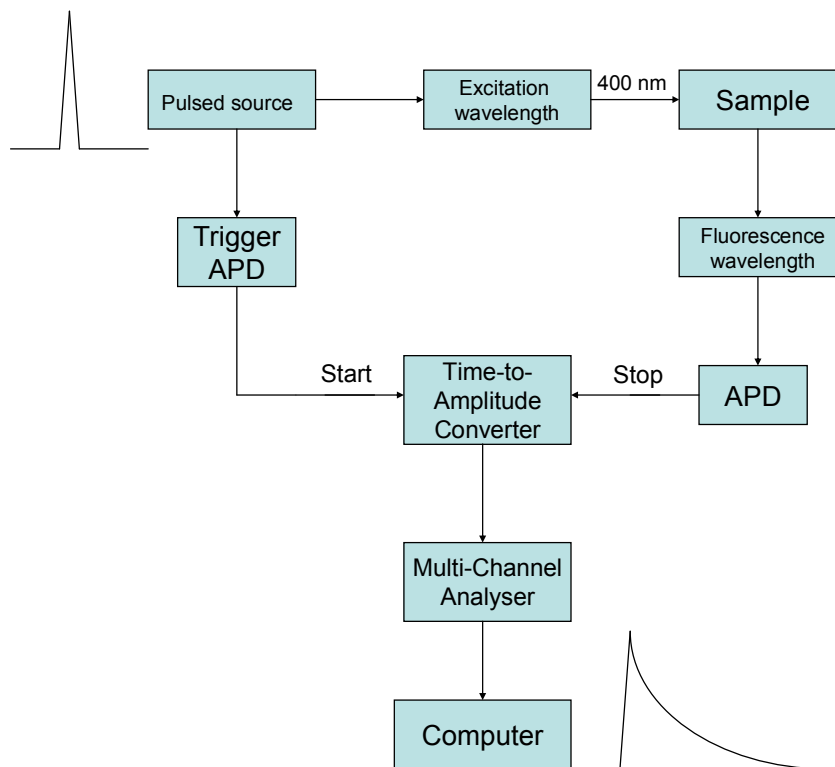 Pulsed source
Excitation
wavelength
400 nm
Sample
Trigger
APD
Fluorescence
wavelength
Start
Time-to-
Amplitude
Converter
Stop
APD
Multi-Channel
Analyser
Computer